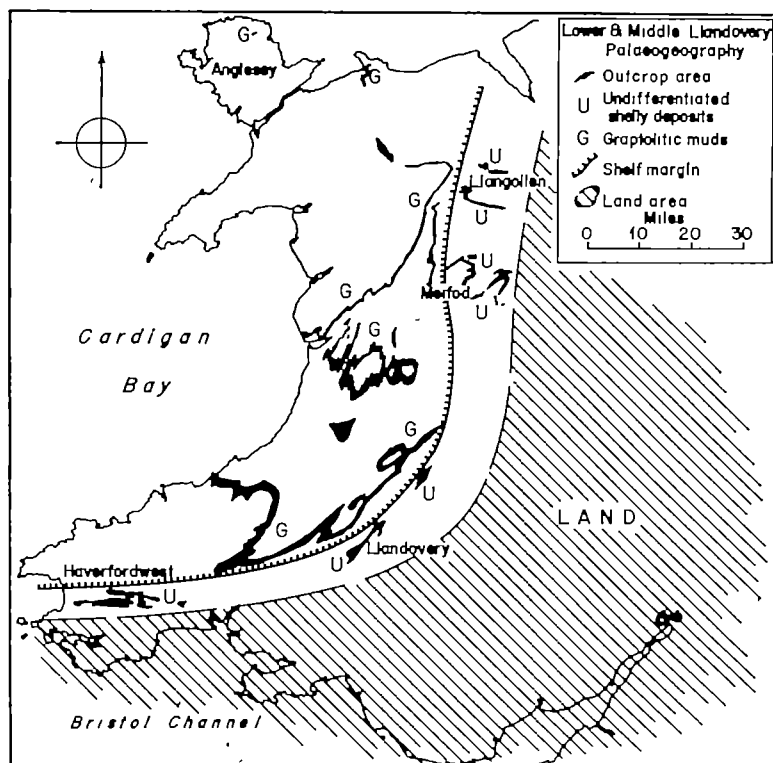 Lower & Middle Llandovery
Palaeogeography
Outcrop area
U Undifferentiated
shelly deposits
G Graptolitic muds
Shelf margin
Land area
Miles
0 10 20 30
G
Anglesey
G
U
Llangollen
G
U
U
Meifod
G
U
G
Cardigan
Bay
G
U
LAND
G
Llandovery
U
Haverfordwest
U
Bristol Channel